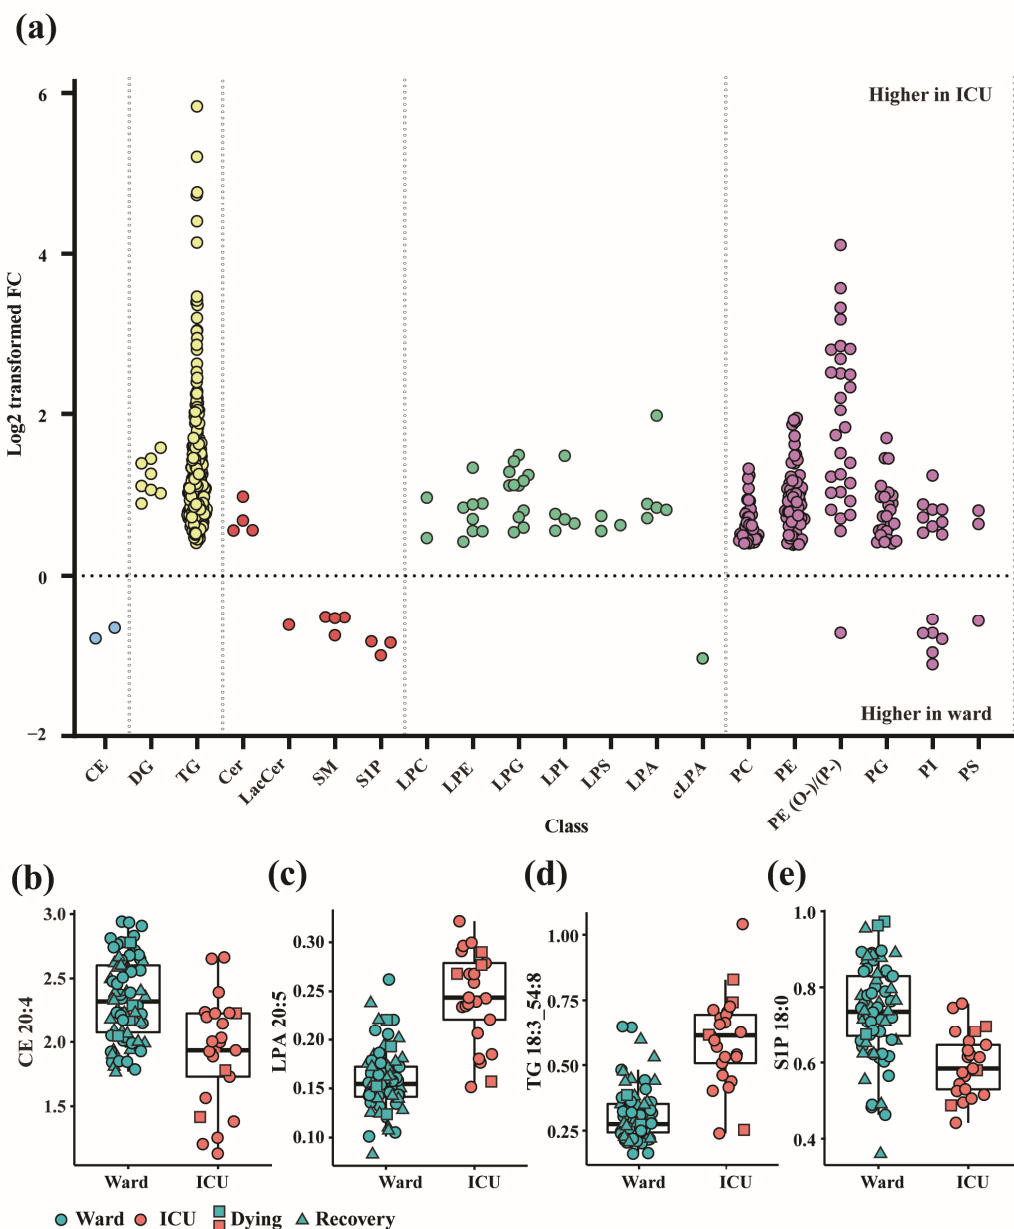 (a)
Higher in ICU
6
4
2
0
−2
Log2 transformed FC
Higher in ward
CE
DG
TG
Cer
LacCer
SM
S1P
LPC
LPE
LPG
LPI
LPS
LPA
cLPA
PC
PE
PE (O-)/(P-)
PG
PI
PS
Class
(b)
CE 20:4
3.0
2.5
2.0
1.5
Ward ICU
(c)
LPA 20:5
0.30
0.25
0.20
0.15
0.10
Ward ICU
(d)
TG 18:3_54:8
1.00
0.75
0.50
0.25
Ward ICU
(e)
S1P 18:0
1.0
0.8
0.6
0.4
Ward ICU
Ward ICU Dying Recovery